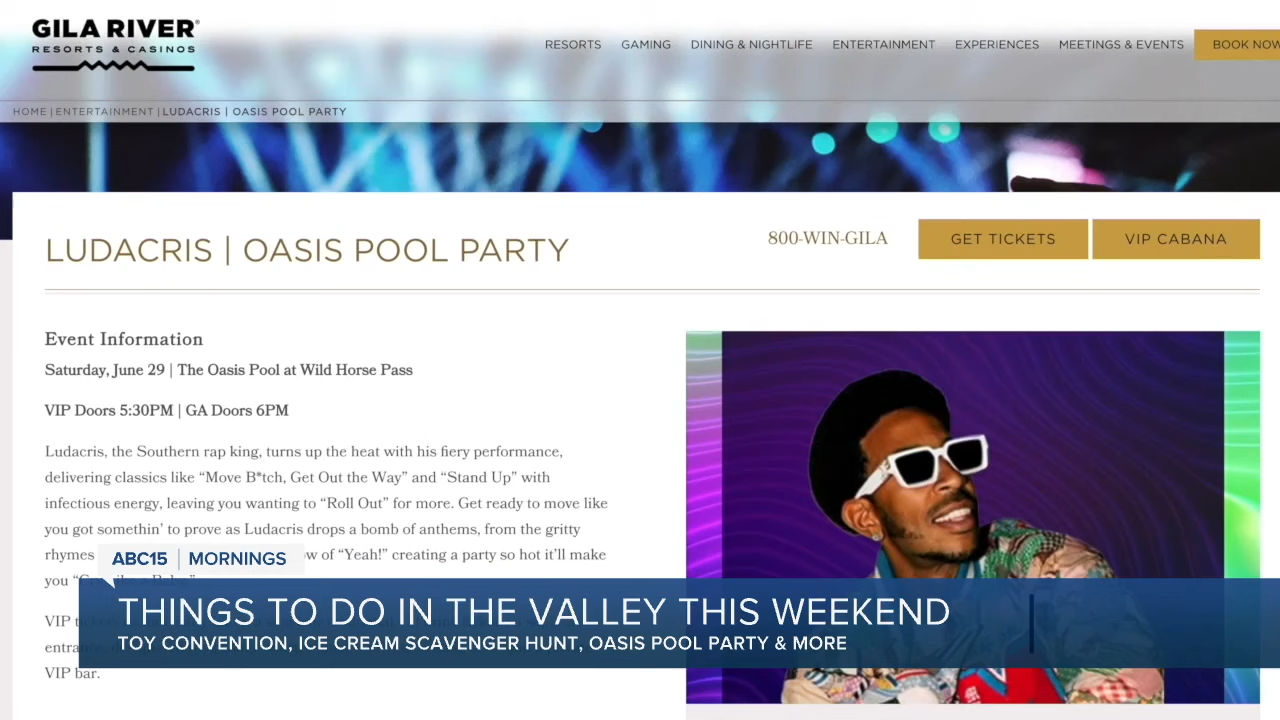 GILA RIVER
RESORTS & CASINOS
RESORTS GAMING DINING & NIGHTLIFE ENTERTAINMENT EXPERIENCES MEETINGS & EVENTS BOOK NOW
HOME | ENTERTAINMENT | LUDACRIS | OASIS POOL PARTY
LUDACRIS | OASIS POOL PARTY
800-WIN-GILA
GET TICKETS
VIP CABANA
Event Information
Saturday, June 29 | The Oasis Pool at Wild Horse Pass
VIP Doors 5:30PM | GA Doors 6PM
Ludacris, the Southern rap king, turns up the heat with his fiery performance,
delivering classics like “Move B*tch, Get Out the Way” and “Stand Up” with
infectious energy, leaving you wanting to “Roll Out” for more. Get ready to move like
you got somethin’ to prove as Ludacris drops a bomb of anthems, from the gritty
rhymes of “Yeah!” creating a party so hot it’ll make
you
VIP
VIP bar.
ABC15 | MORNINGS
THINGS TO DO IN THE VALLEY THIS WEEKEND
TOY CONVENTION, ICE CREAM SCAVENGER HUNT, OASIS POOL PARTY & MORE